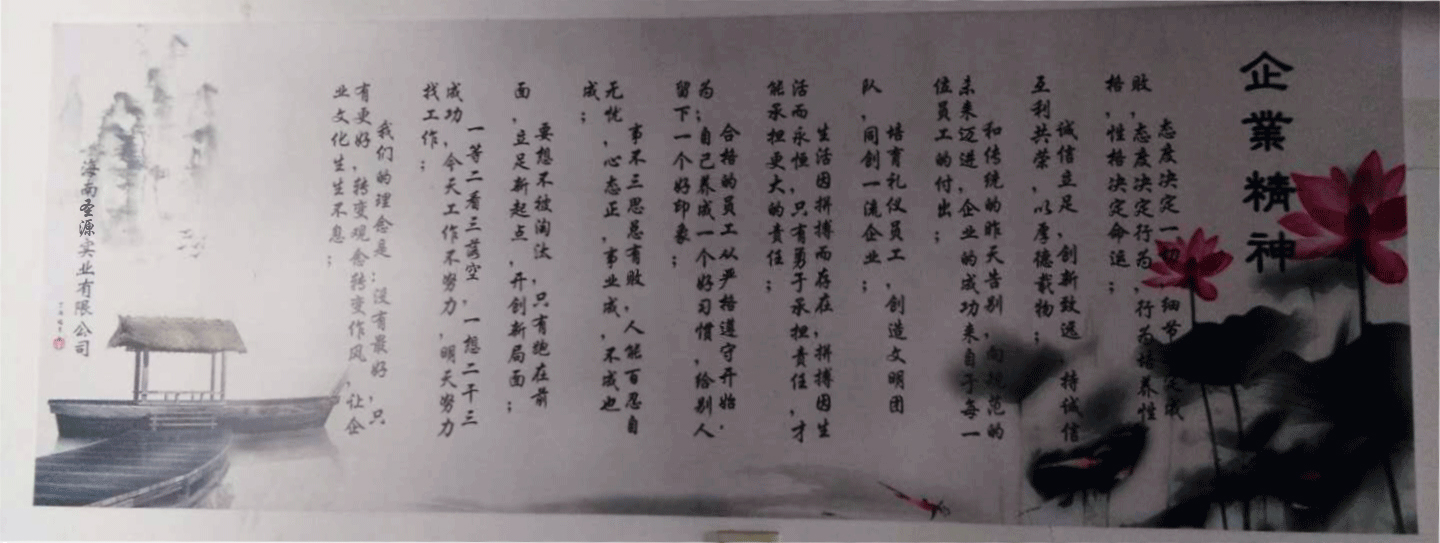 企業精神
态度决定一切,细节决定成
败,态度决定行为,行为培养性
格,性格决定命运;
诚信立足,创新致远,持诚信
互利共荣,以厚德载物;
和传统的昨天告别,向规范的
未来迈进,企业的成功来自于每一
位员工的付出;
培育礼仪员工,创造文明团
队,同创一流企业;
生活因拼搏而存在,拼搏因生
活而永恒,只有勇于承担责任,才
能承担更大的责任;
合格的员工从严格遵守开始,
为;自己养成一个好习惯,给别人
留下一个好印象;
事不三思总有败,人能百忍自
无忧,心态正,事业成,不成也
成;
要想不被淘汰,只有跑在前
面,立足新起点,开创新局面;
一等二看三落空,一想二干三
成功,今天工作不努力,明天努力
找工作;
我们的理念是:没有最好,只
有更好,转变观念转变作风,让企
业文化生生不息;
海南圣源实业有限公司